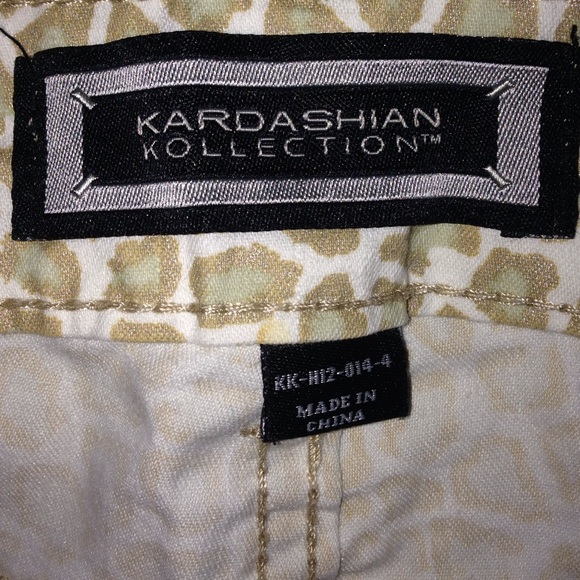 KARDASHIAN
KOLLECTION™
KK-H12-014-4
MADE IN
CHINA